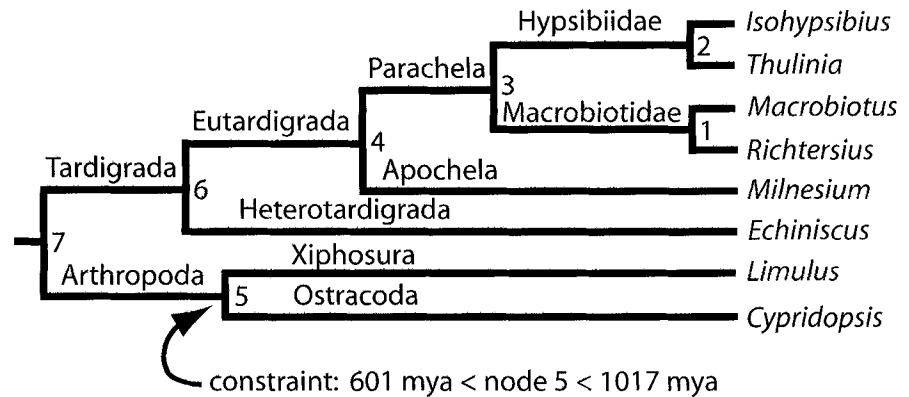 Hypsibiidae
Isohypsibius
2
Thulinia
Parachela
3
Macrobiotidae
Macrobiotus
1
Richtersius
Eutardigrada
4
Apochela
Milnesium
Tardigrada
6
Heterotardigrada
Echiniscus
7
Arthropoda
Xiphosura
Limulus
5
Ostracoda
Cypridopsis
constraint: 601 mya < node 5 < 1017 mya